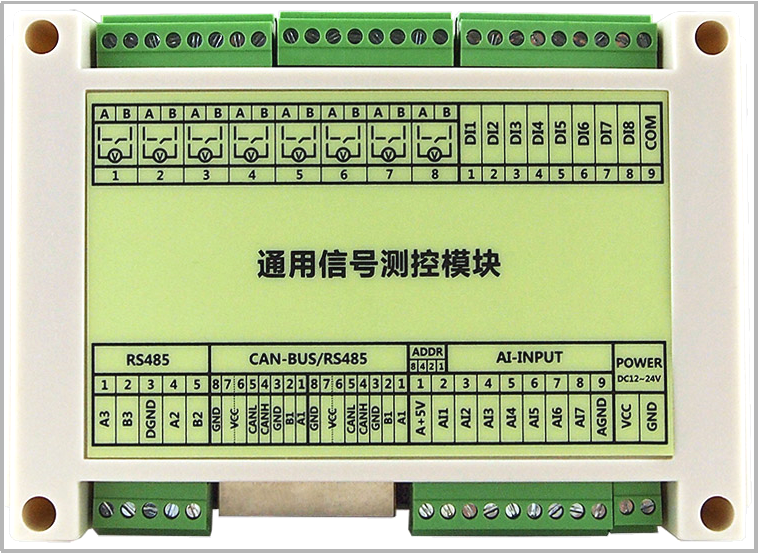 A B A B A B A B A B A B A B A B DI1 DI2 DI3 DI4 DI5 DI6 DI7 DI8 COM
V V V V V V V V
1 2 3 4 5 6 7 8 1 2 3 4 5 6 7 8 9
通用信号测控模块
RS485 CAN-BUS/RS485 ADDR AI-INPUT POWER
8 4 2 1 DC12~24V
1 2 3 4 5 8 7 6 5 4 3 2 1 8 7 6 5 4 3 2 1 1 2 3 4 5 6 7 8 9
A3 B3 DGND A2 B2 GND VCC CANL CANH GND B1 A1 GND VCC CANL CANH GND B1 A1 A+5V AI1 AI2 AI3 AI4 AI5 AI6 AI7 AI8 AGND VCC GND